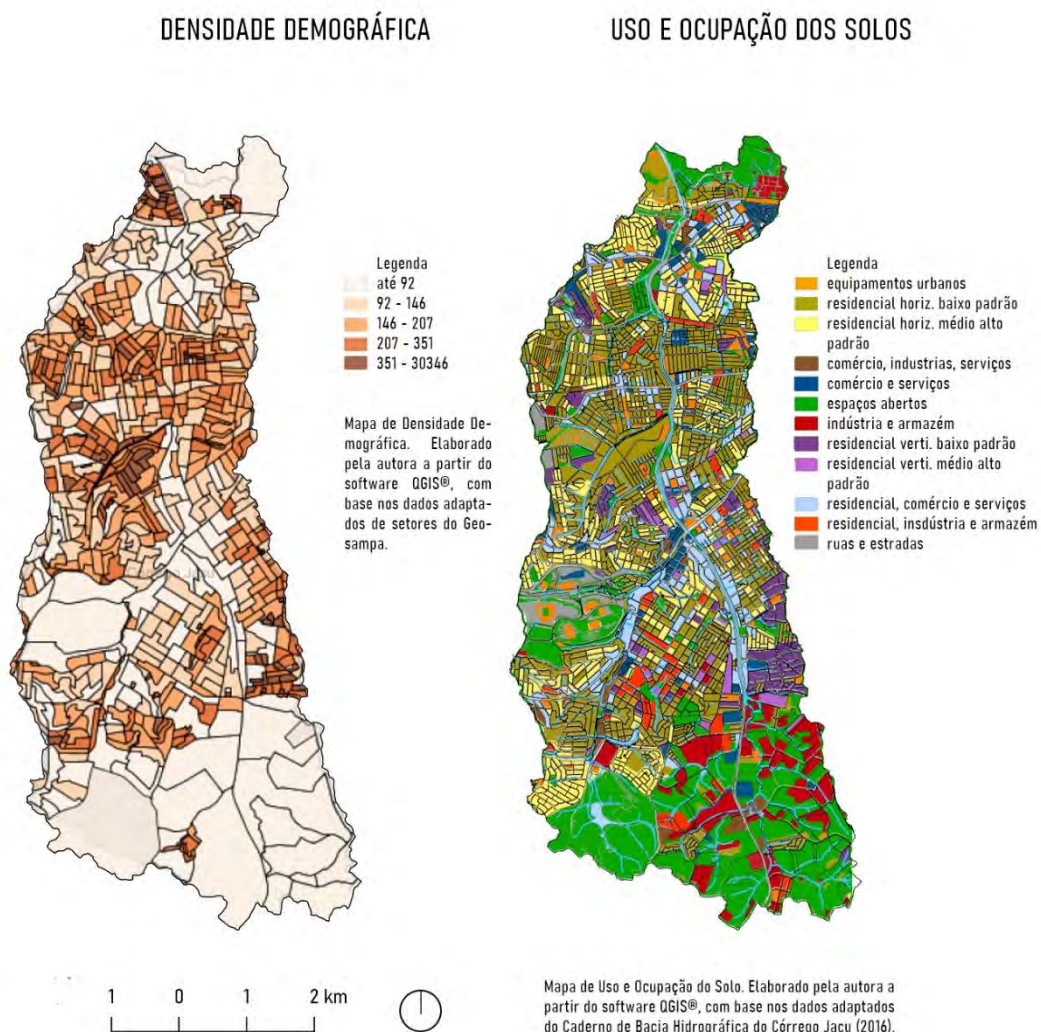 DENSIDADE DEMOGRÁFICA
USO E OCUPAÇÃO DOS SOLOS
Legenda
até 92
92 - 146
146 - 207
207 - 351
351 - 30346
Mapa de Densidade De-
mográfica. Elaborado
pela autora a partir do
software QGIS®, com
base nos dados adapta-
dos de setores do Geo-
sampa.
Legenda
equipamentos urbanos
residencial horiz. baixo padrão
residencial horiz. médio alto
padrão
comércio, industrias, serviços
comércio e serviços
espaços abertos
indústria e armazém
residencial verti. baixo padrão
residencial verti. médio alto
padrão
residencial, comércio e serviços
residencial, insdústria e armazém
ruas e estradas
1 0 1 2 km
Mapa de Uso e Ocupação do Solo. Elaborado pela autora a
partir do software QGIS®, com base nos dados adaptados
do Caderno de Bacia Hidrográfica do Córrego Jacu (2016).